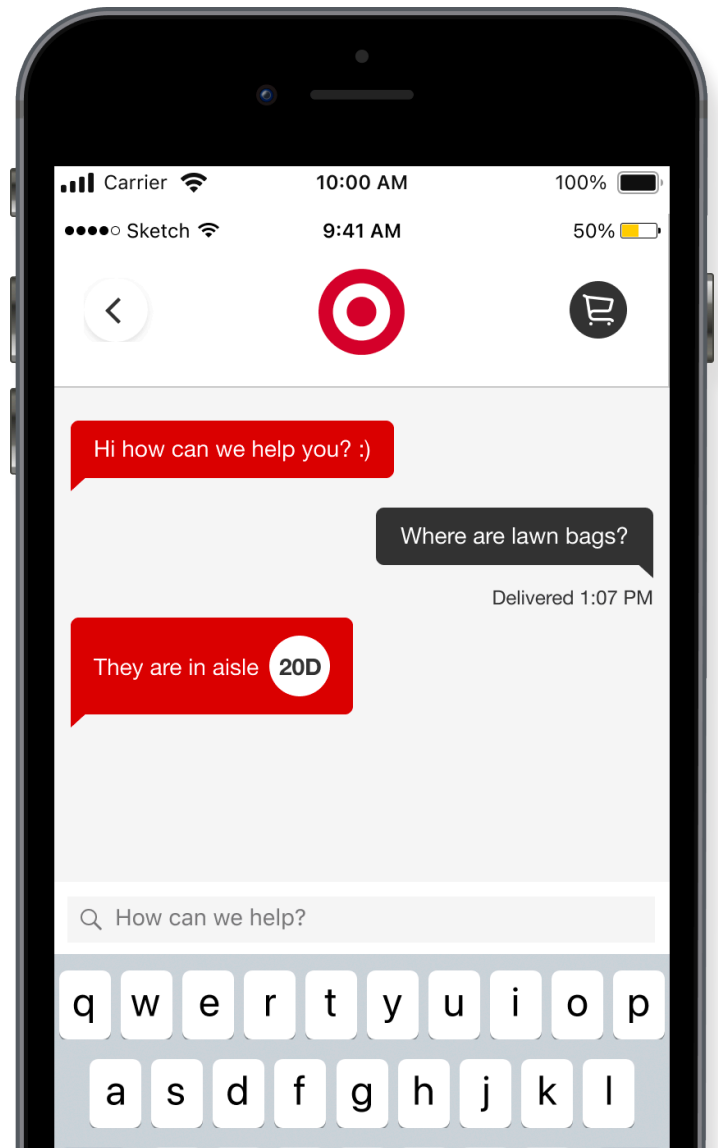 Carrier 10:00 AM 100%
Sketch 9:41 AM 50%
Hi how can we help you? :)
Where are lawn bags?
Delivered 1:07 PM
They are in aisle 20D
How can we help?
q w e r t y u i o p
a s d f g h j k l